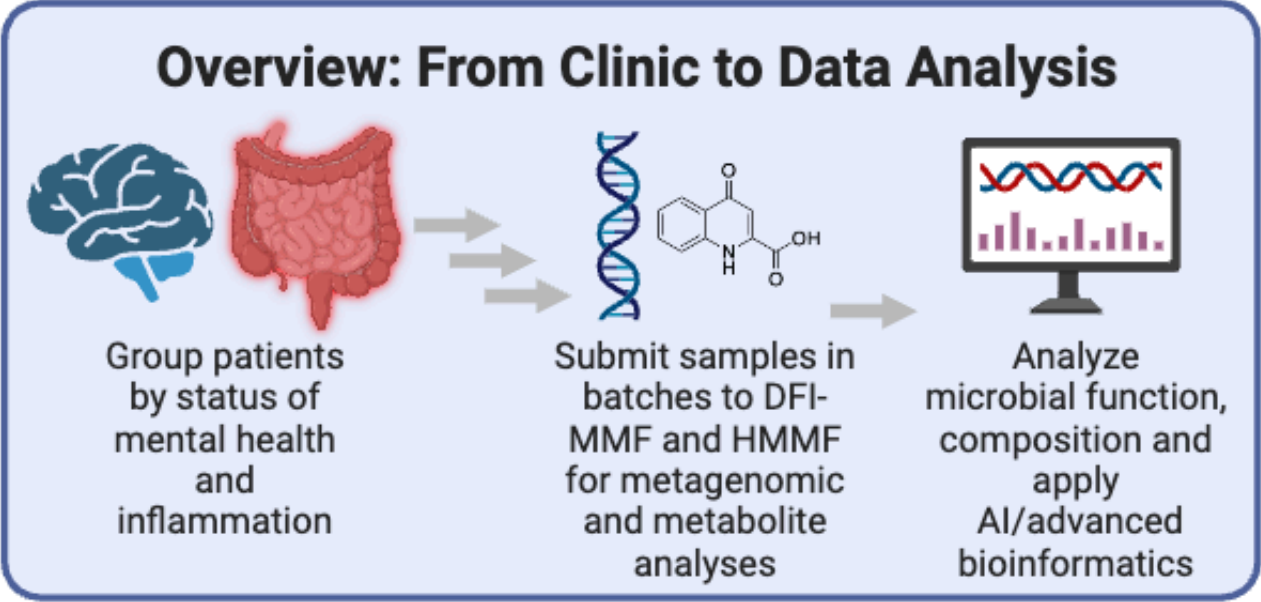 Overview: From Clinic to Data Analysis
Group patients
by status of
mental health
and
inflammation
O
NH
OH
O
Submit samples in
batches to DFI-
MMF and HMMF
for metagenomic
and metabolite
analyses
Analyze
microbial function,
composition and
apply
AI/advanced
bioinformatics